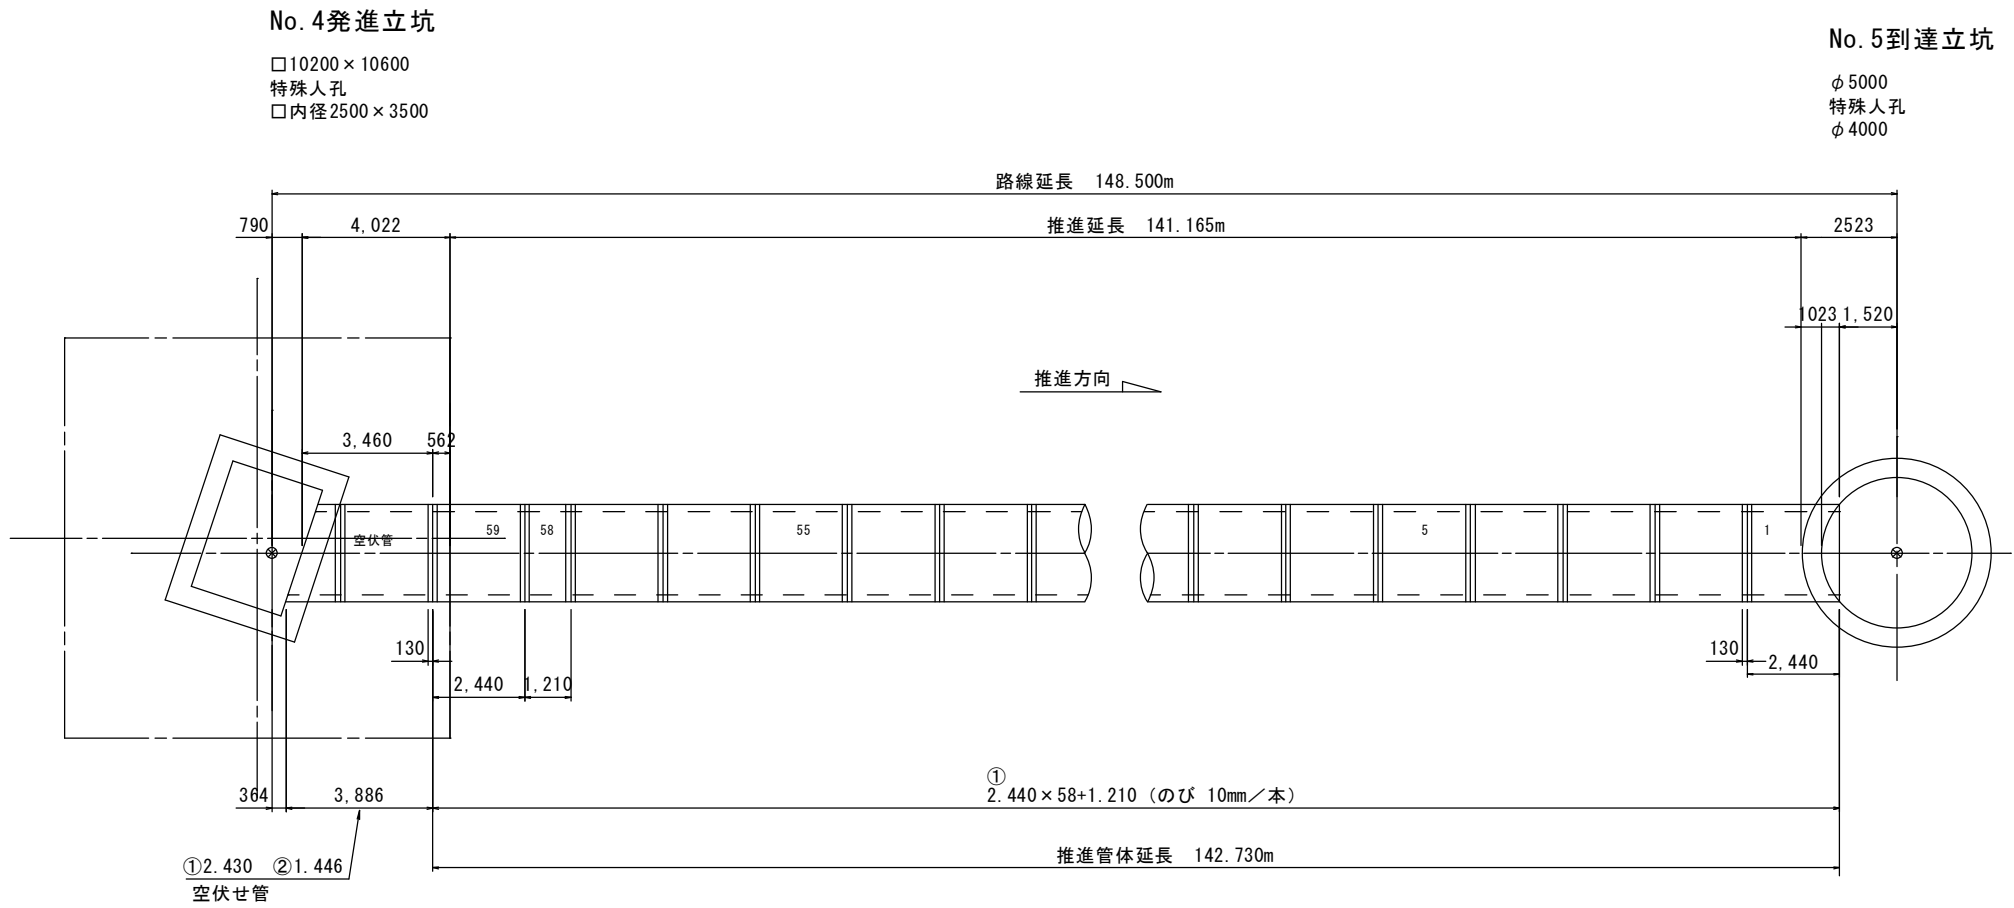 No.4発進立坑
□10200×10600
特殊人孔
□内径2500×3500
No.5到達立坑
φ5000
特殊人孔
φ4000
路線延長 148.500m
790
4,022
推進延長 141.165m
2523
1023
1,520
推進方向
3,460
562
空伏管
59
58
55
5
1
130
2,440
1,210
130
2,440
364
3,886
①
2.440×58+1.210（のび 10mm／本）
①2.430 ②1.446
空伏せ管
推進管体延長 142.730m